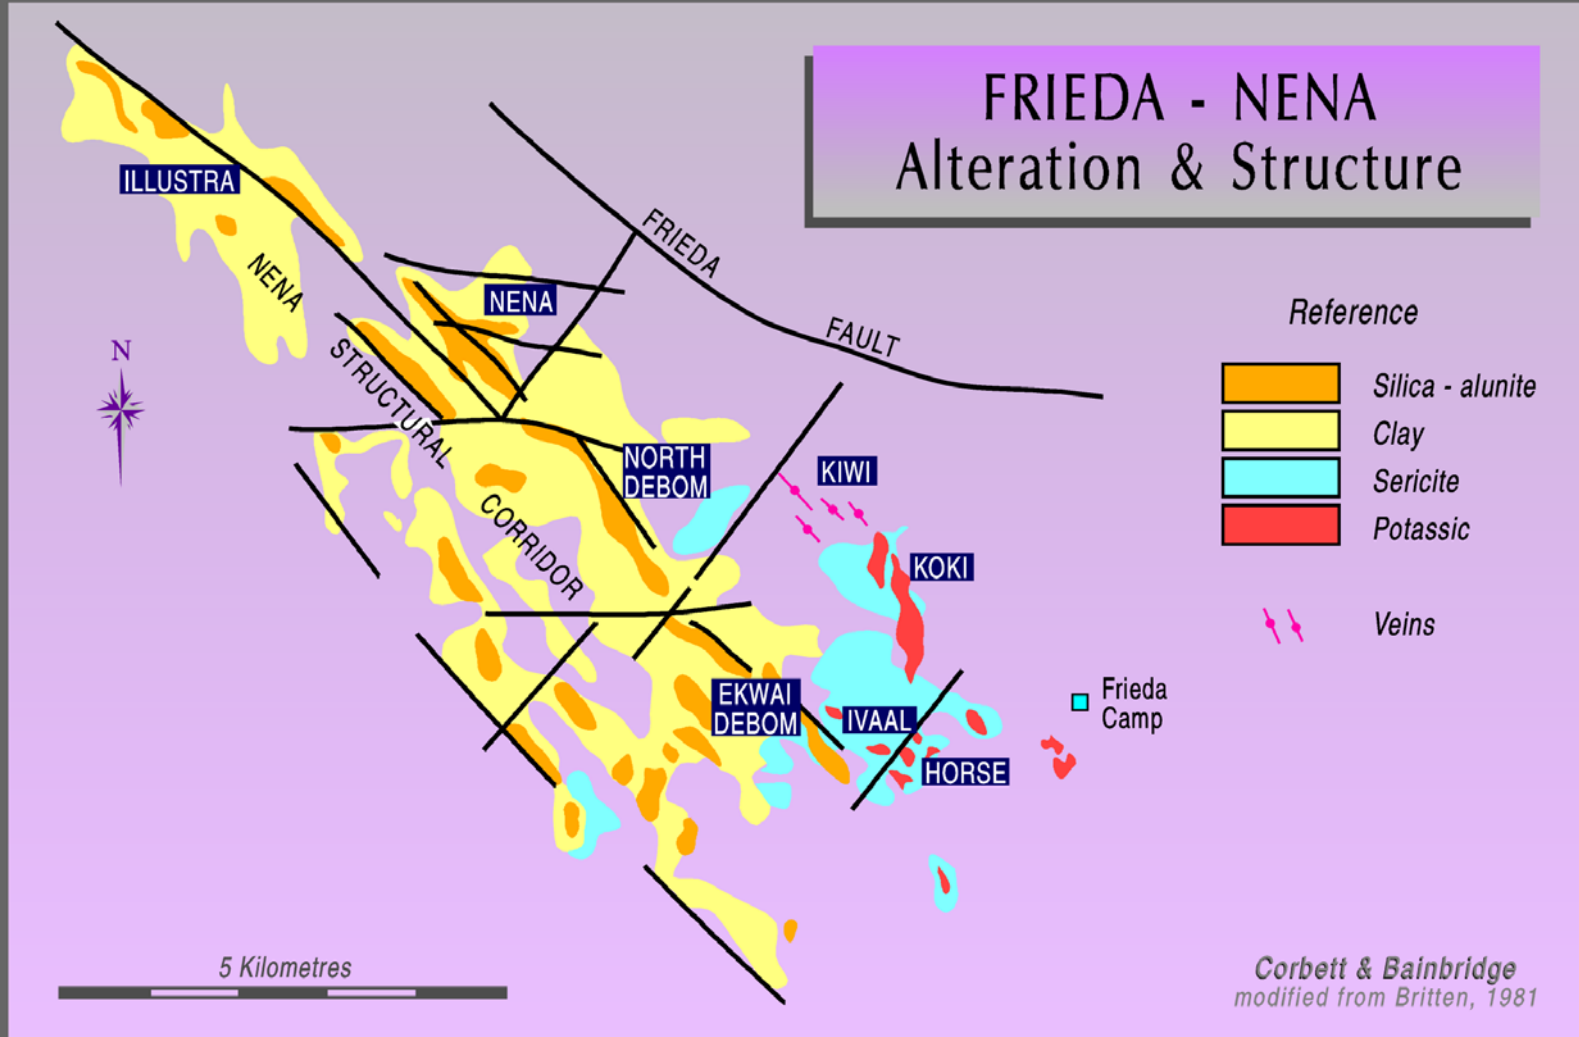 FRIEDA - NENA
Alteration & Structure
ILLUSTRA
NENA
STRUCTURAL
CORRIDOR
FRIEDA
FAULT
NENA
N
NORTH
DEBOM
KIWI
KOKI
EKWAI
DEBOM
IVAAL
HORSE
Frieda
Camp
Reference
Silica - alunite
Clay
Sericite
Potassic
Veins
5 Kilometres
Corbett & Bainbridge
modified from Britten, 1981